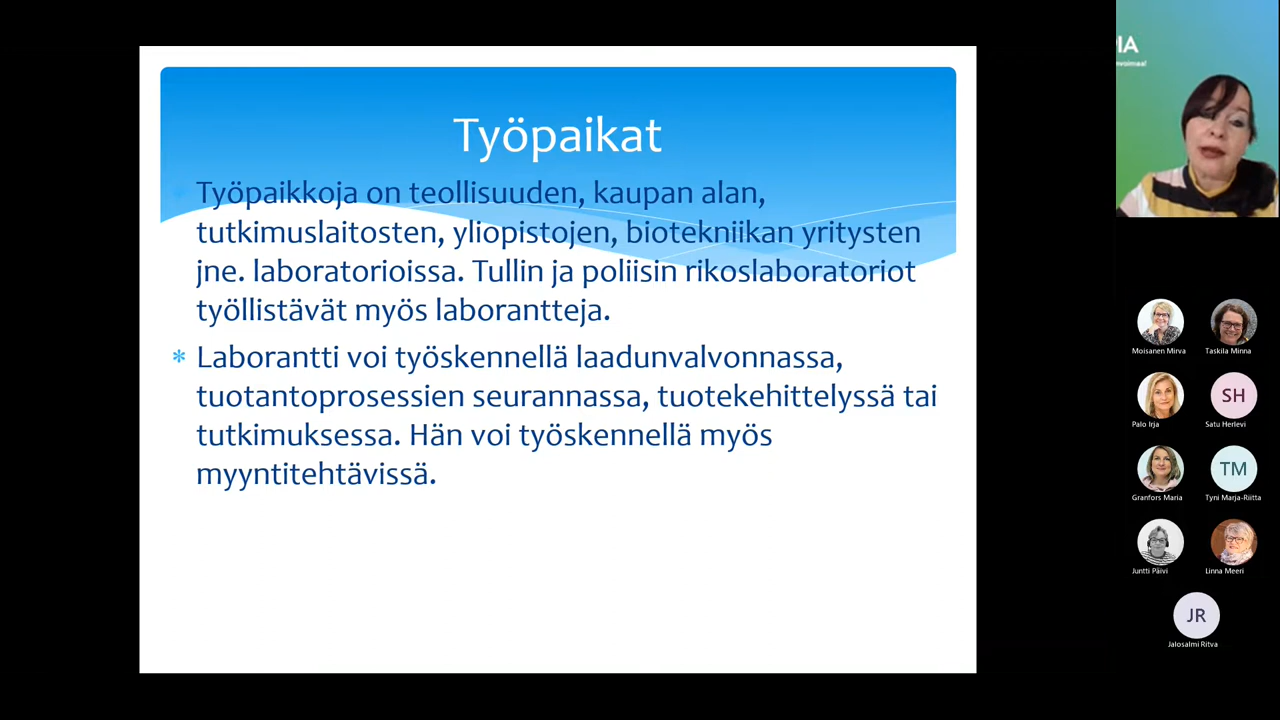 Työpaikat
Työpaikkoja on teollisuuden, kaupan alan,
tutkimuslaitosten, yliopistojen, biotekniikan yritysten
jne. laboratorioissa. Tullin ja poliisin rikoslaboratoriot
työllistävät myös laborantteja.
* Laborantti voi työskennellä laadunvalvonnassa,
tuotantoprosessien seurannassa, tuotekehittelyssä tai
tutkimuksessa. Hän voi työskennellä myös
myyntitehtävissä.
Moisanen Mirva
Taskila Minna
Palo Irja
SH
Satu Herlevi
Granfors Maria
TM
Tyni Marja-Riitta
Juntti Päivi
Linna Meeri
JR
Jalosalmi Ritva